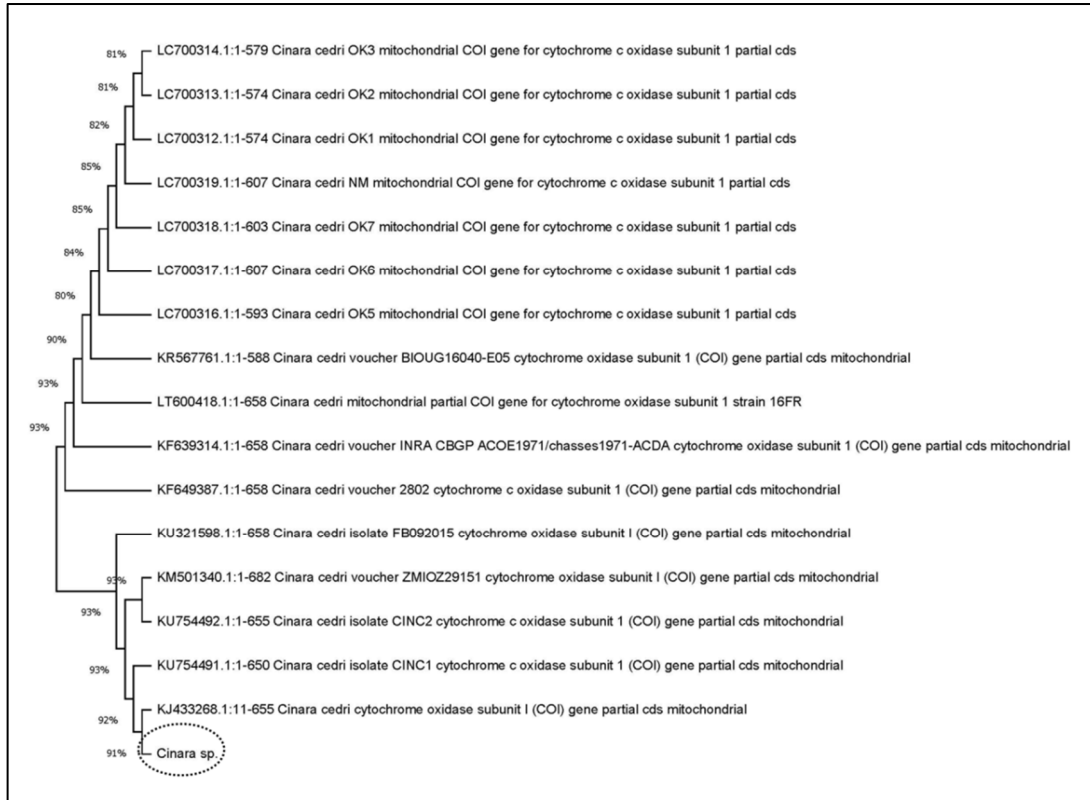 81%
LC700314.1:1-579 Cinara cedri OK3 mitochondrial COI gene for cytochrome c oxidase subunit 1 partial cds
81%
LC700313.1:1-574 Cinara cedri OK2 mitochondrial COI gene for cytochrome c oxidase subunit 1 partial cds
82%
LC700312.1:1-574 Cinara cedri OK1 mitochondrial COI gene for cytochrome c oxidase subunit 1 partial cds
85%
LC700319.1:1-607 Cinara cedri NM mitochondrial COI gene for cytochrome c oxidase subunit 1 partial cds
85%
LC700318.1:1-603 Cinara cedri OK7 mitochondrial COI gene for cytochrome c oxidase subunit 1 partial cds
84%
LC700317.1:1-607 Cinara cedri OK6 mitochondrial COI gene for cytochrome c oxidase subunit 1 partial cds
80%
LC700316.1:1-593 Cinara cedri OK5 mitochondrial COI gene for cytochrome c oxidase subunit 1 partial cds
90%
KR567761.1:1-588 Cinara cedri voucher BIOUG16040-E05 cytochrome oxidase subunit 1 (COI) gene partial cds mitochondrial
93%
LT600418.1:1-658 Cinara cedri mitochondrial partial COI gene for cytochrome oxidase subunit 1 strain 16FR
93%
KF639314.1:1-658 Cinara cedri voucher INRA CBGP ACOE1971/chasses1971-ACDA cytochrome oxidase subunit 1 (COI) gene partial cds mitochondrial
KF649387.1:1-658 Cinara cedri voucher 2802 cytochrome c oxidase subunit 1 (COI) gene partial cds mitochondrial
KU321598.1:1-658 Cinara cedri isolate FB092015 cytochrome oxidase subunit I (COI) gene partial cds mitochondrial
93%
KM501340.1:1-682 Cinara cedri voucher ZMIOZ29151 cytochrome oxidase subunit I (COI) gene partial cds mitochondrial
93%
KU754492.1:1-655 Cinara cedri isolate CINC2 cytochrome c oxidase subunit 1 (COI) gene partial cds mitochondrial
93%
KU754491.1:1-650 Cinara cedri isolate CINC1 cytochrome c oxidase subunit 1 (COI) gene partial cds mitochondrial
92%
KJ433268.1:11-655 Cinara cedri cytochrome oxidase subunit I (COI) gene partial cds mitochondrial
91%
Cinara sp.